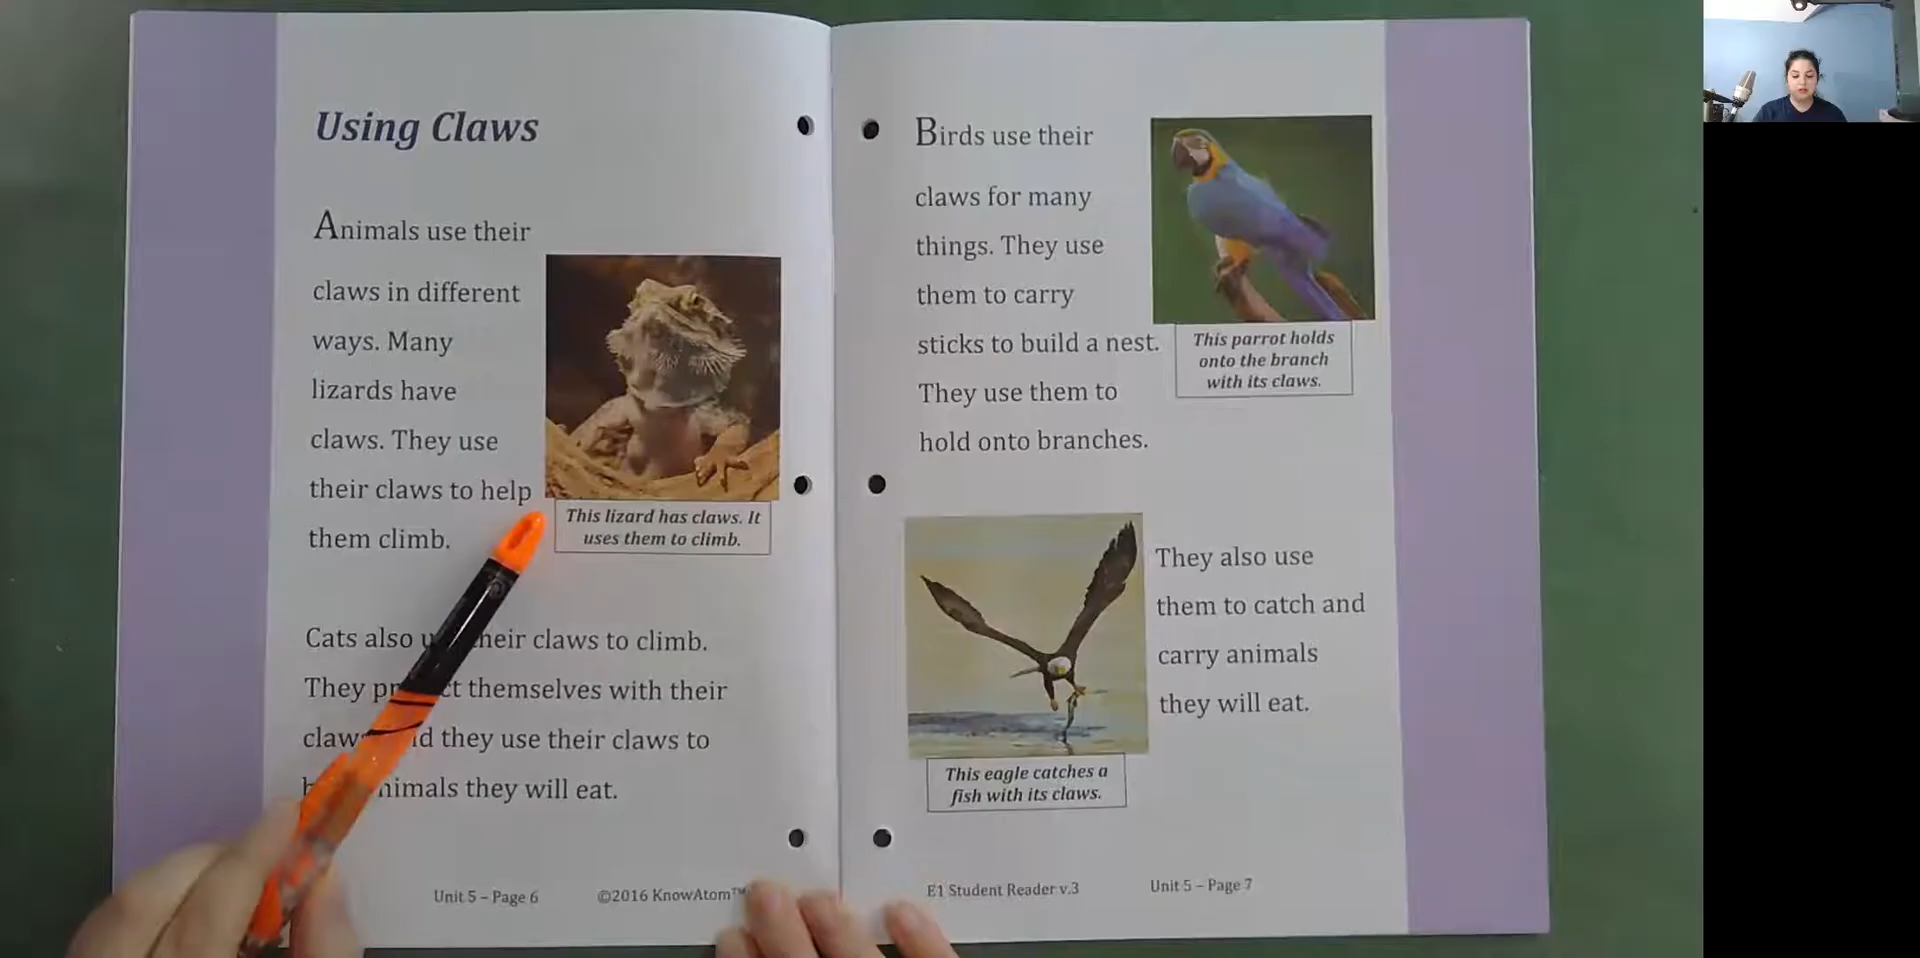 Using Claws
Animals use their
claws in different
ways. Many
lizards have
claws. They use
their claws to help
them climb.
This lizard has claws. It
uses them to climb.
Cats also their claws to climb.
They themselves with their
they use their claws to
they will eat.
Unit 5 – Page 6 ©2016 KnowAtom™
Birds use their
claws for many
things. They use
them to carry
sticks to build a nest.
They use them to
hold onto branches.
This parrot holds
onto the branch
with its claws.
They also use
them to catch and
carry animals
they will eat.
This eagle catches a
fish with its claws.
E1 Student Reader v.3 Unit 5 – Page 7